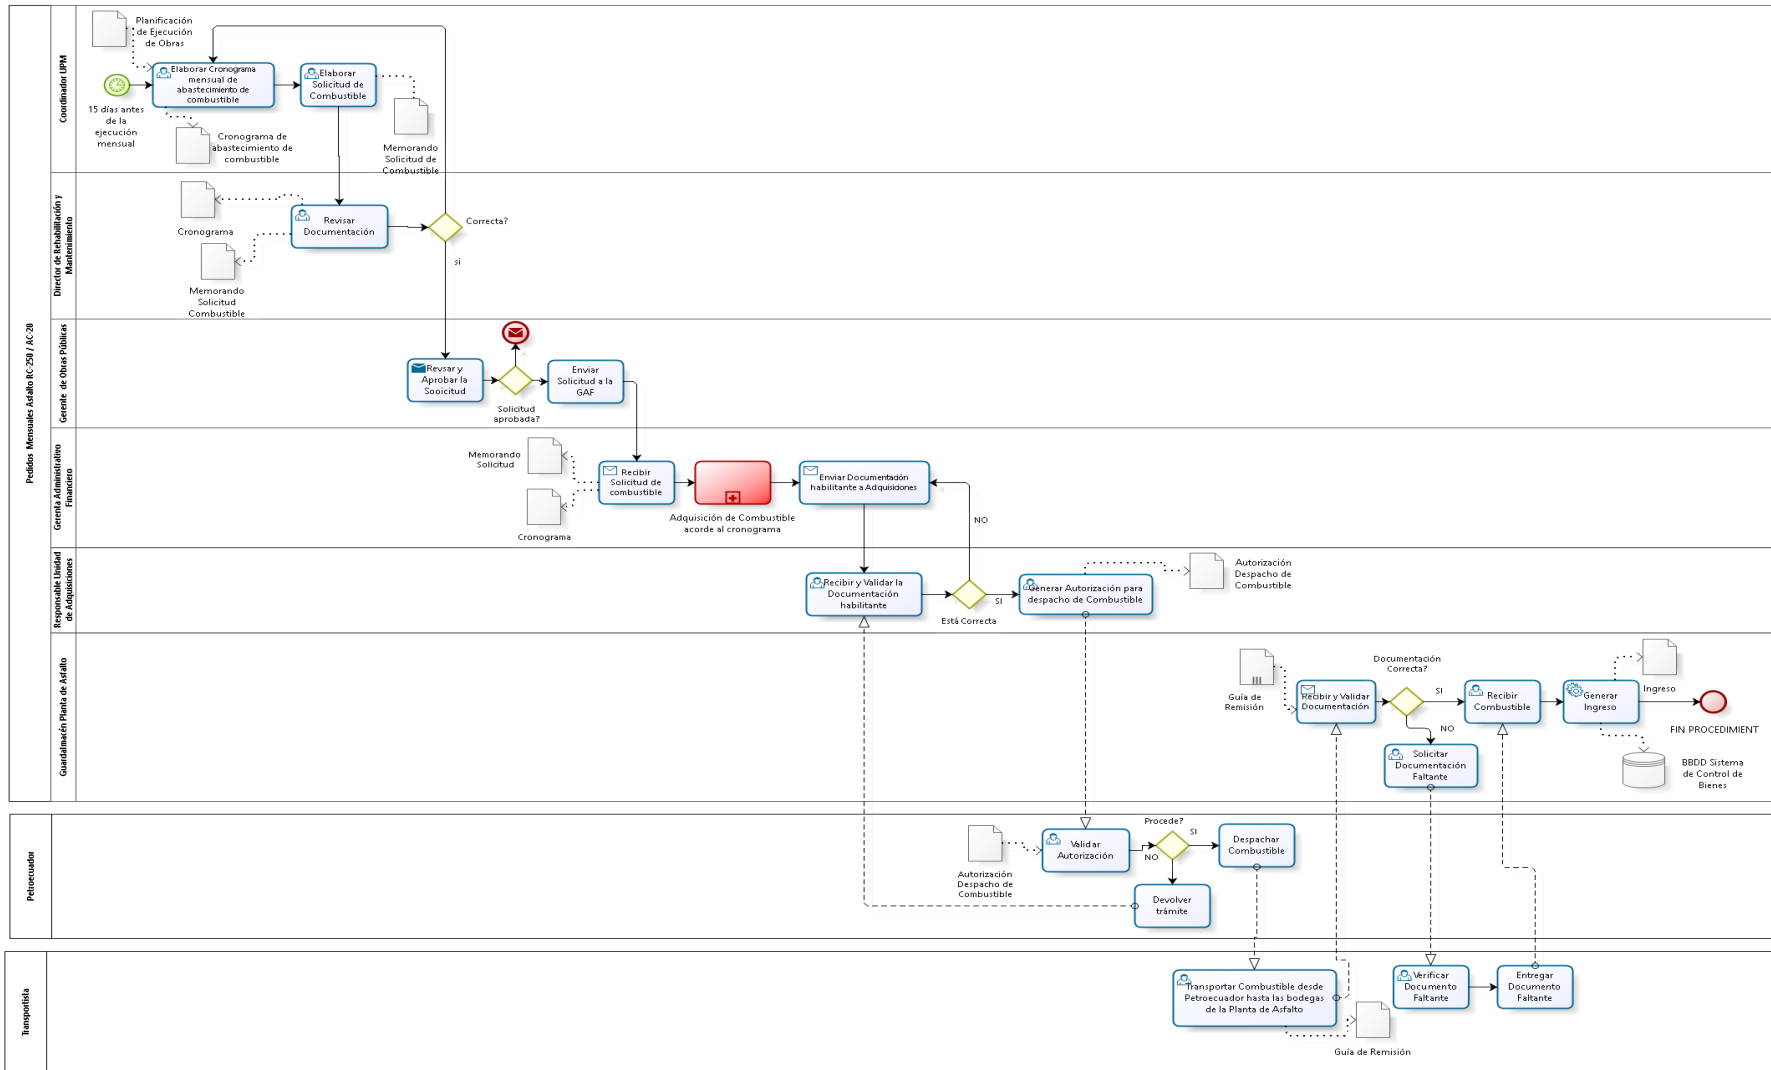 Pedidos Mensuales Asfalto RC-250 / AC-20
Coordinador UPM
Planificación
de Ejecución
de Obras
15 días antes
de la
ejecución
mensual
Elaborar Cronograma
mensual de
abastecimiento de
combustible
Cronograma de
abastecimiento de
combustible
Elaborar
Solicitud de
Combustible
Memorando
Solicitud de
Combustible
Director de Rehabilitación y
Mantenimiento
Cronograma
Memorando
Solicitud
Combustible
Revisar
Documentación
Correcta?
si
Gerente de Obras Públicas
Revsar y
Aprobar la
Sooicitud
Solicitud
aprobada?
Enviar
Solicitud a la
GAF
Gerenta Administrativo
Financiero
Memorando
Solicitud
Cronograma
Recibir
Solicitud de
combustible
Adquisición de Combustible
acorde al cronograma
Enviar Documentación
habilitante a Adquisiciones
NO
Responsable Unidad
de Adquisiciones
Recibir y Validar la
Documentación
habilitante
Está Correcta
SI
Generar Autorización para
despacho de Combustible
Autorización
Despacho de
Combustible
Guardalmacén Planta de Asfalto
Guía de
Remisión
Recibir y Validar
Documentación
Documentación
Correcta?
SI
NO
Solicitar
Documentación
Faltante
Recibir
Combustible
Generar
Ingreso
Ingreso
FIN PROCEDIMIENT
BBDD Sistema
de Control de
Bienes
Petroecuador
Autorización
Despacho de
Combustible
Validar
Autorización
Procede?
SI
NO
Despachar
Combustible
Devolver
trámite
Transportista
Transportar Combustible desde
Petroecuador hasta las bodegas
de la Planta de Asfalto
Guía de Remisión
Verificar
Documento
Faltante
Entregar
Documento
Faltante